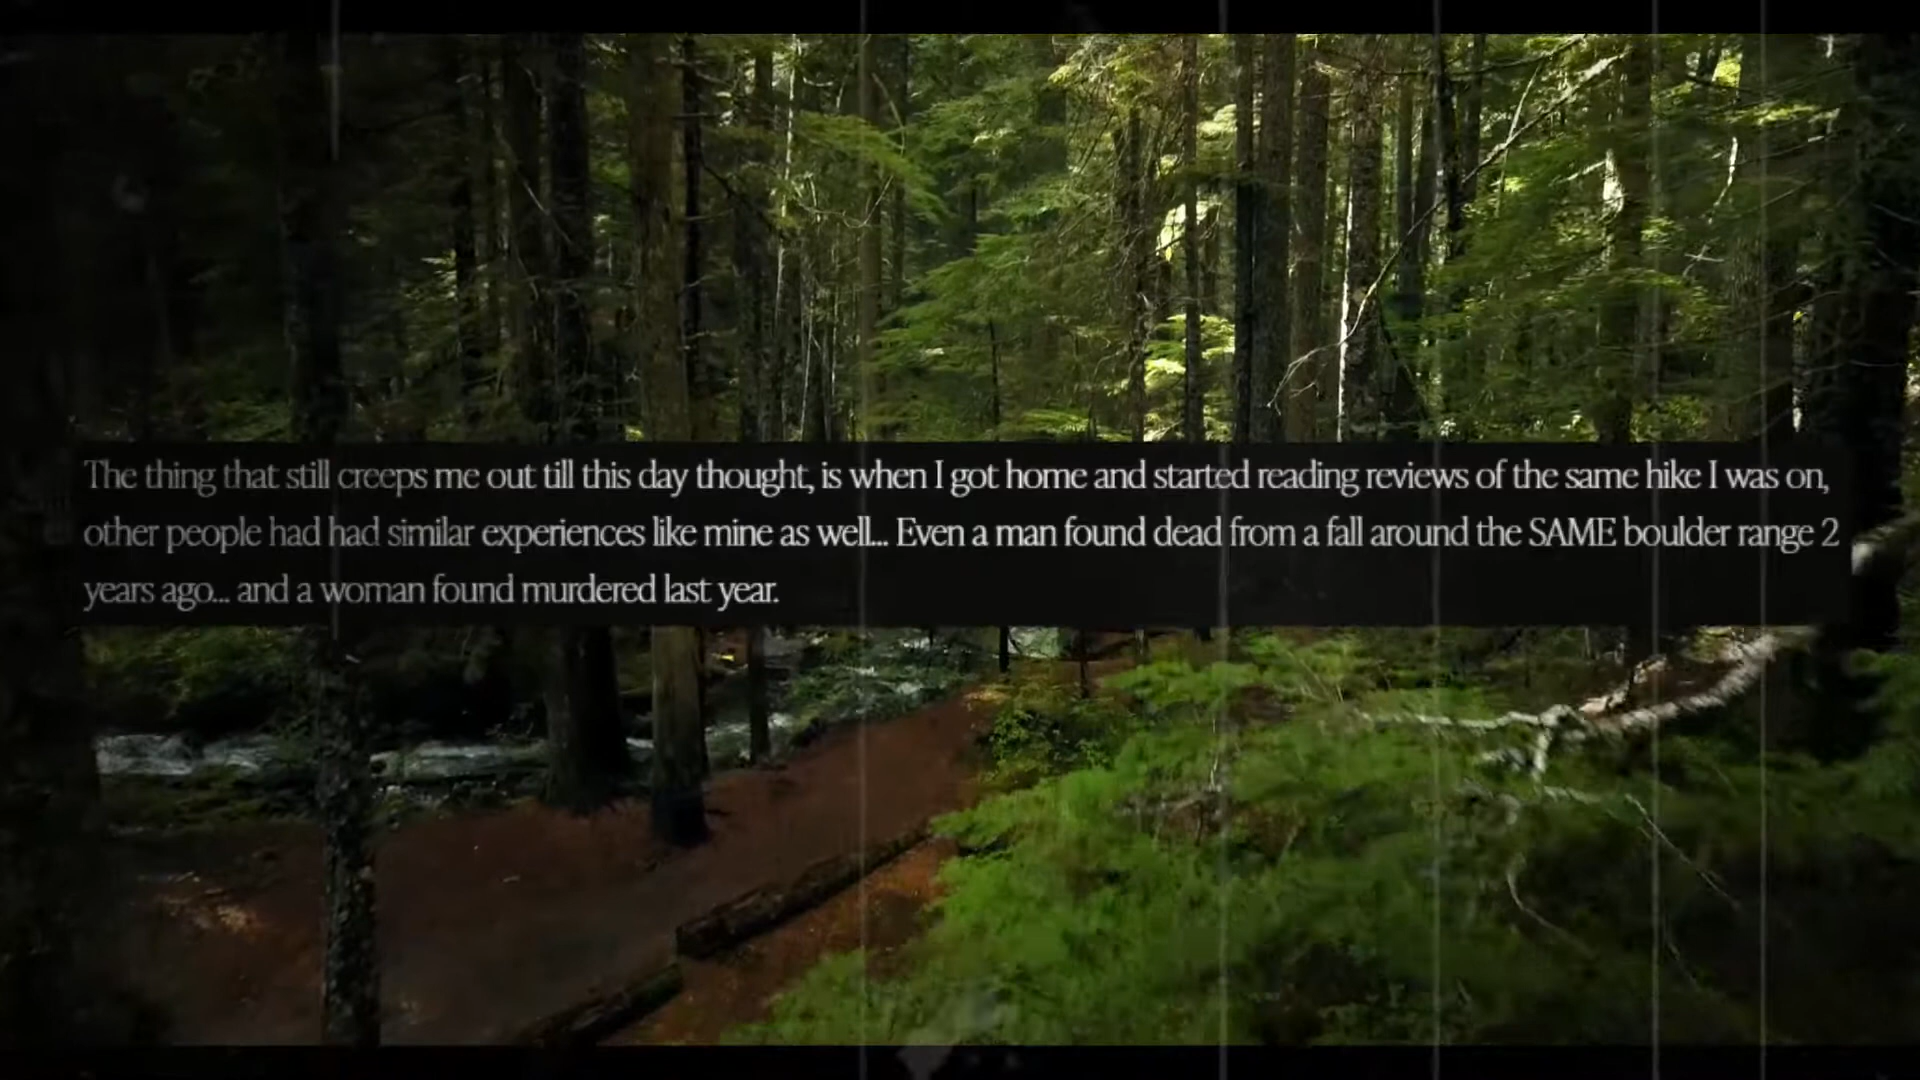 The thing that still creeps me out till this day thought, is when I got home and started reading reviews of the same hike I was on,
other people had had similar experiences like mine as well... Even a man found dead from a fall around the SAME boulder range 2
years ago... and a woman found murdered last year.